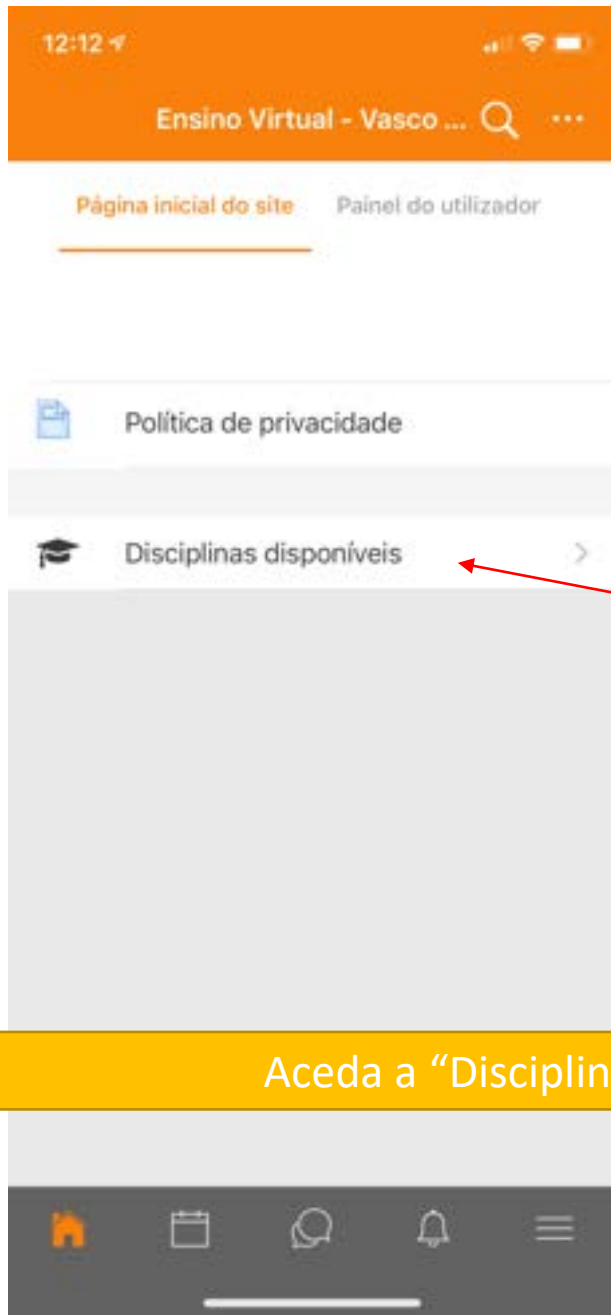 12:12
Ensino Virtual - Vasco ...
Página inicial do site
Painel do utilizador
Política de privacidade
Disciplinas disponíveis
Aceda a “Disciplin